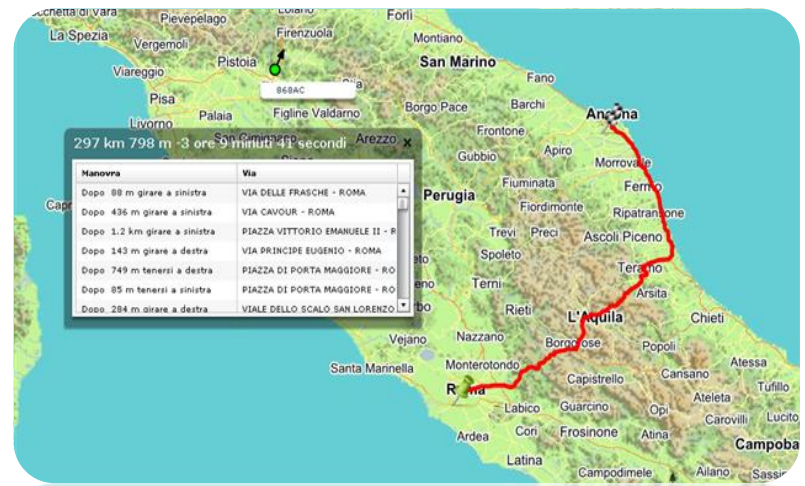 Pievepelago
Forlì
La Spezia
Vergemoli
Firenzuola
Montiano
Pistoia
San Marino
Viareggio
Fano
868AC
Pisa
Palaia
Figline Valdarno
Borgo Pace
Barchi
Ancona
Livorno
Frontone
San Gimignano
Arezzo
297 km 798 m -3 ore 9 minuti 41 secondi
Gubbio
Apiro
Morrovalle
Manovra Via
Dopo 88 m girare a sinistra VIA DELLE FRASCHE - ROMA
Dopo 436 m girare a sinistra VIA CAVOUR - ROMA
Dopo 1.2 km girare a sinistra PIAZZA VITTORIO EMANUELE II - R
Dopo 143 m girare a destra VIA PRINCIPE EUGENIO - ROMA
Dopo 749 m tenersi a destra PIAZZA DI PORTA MAGGIORE - RO
Dopo 85 m tenersi a sinistra PIAZZA DI PORTA MAGGIORE - RO
Dopo 284 m girare a destra VIALE DELLO SCALO SAN LORENZO
Fiuminata
Fermo
Perugia
Fiordimonte
Ripatransone
Trevi
Preci
Ascoli Piceno
Spoleto
Teramo
Terni
Arsita
Rieti
L'Aquila
Chieti
Vejano
Nazzano
Borgorose
Popoli
Santa Marinella
Monterotondo
Atessa
Roma
Capistrello
Cansano
Tufillo
Labico
Guarcino
Opi
Ateleta
Carovilli
Lucito
Ardea
Cori
Frosinone
Atina
Campoba
Latina
Campodimele
Ailano
Sassin